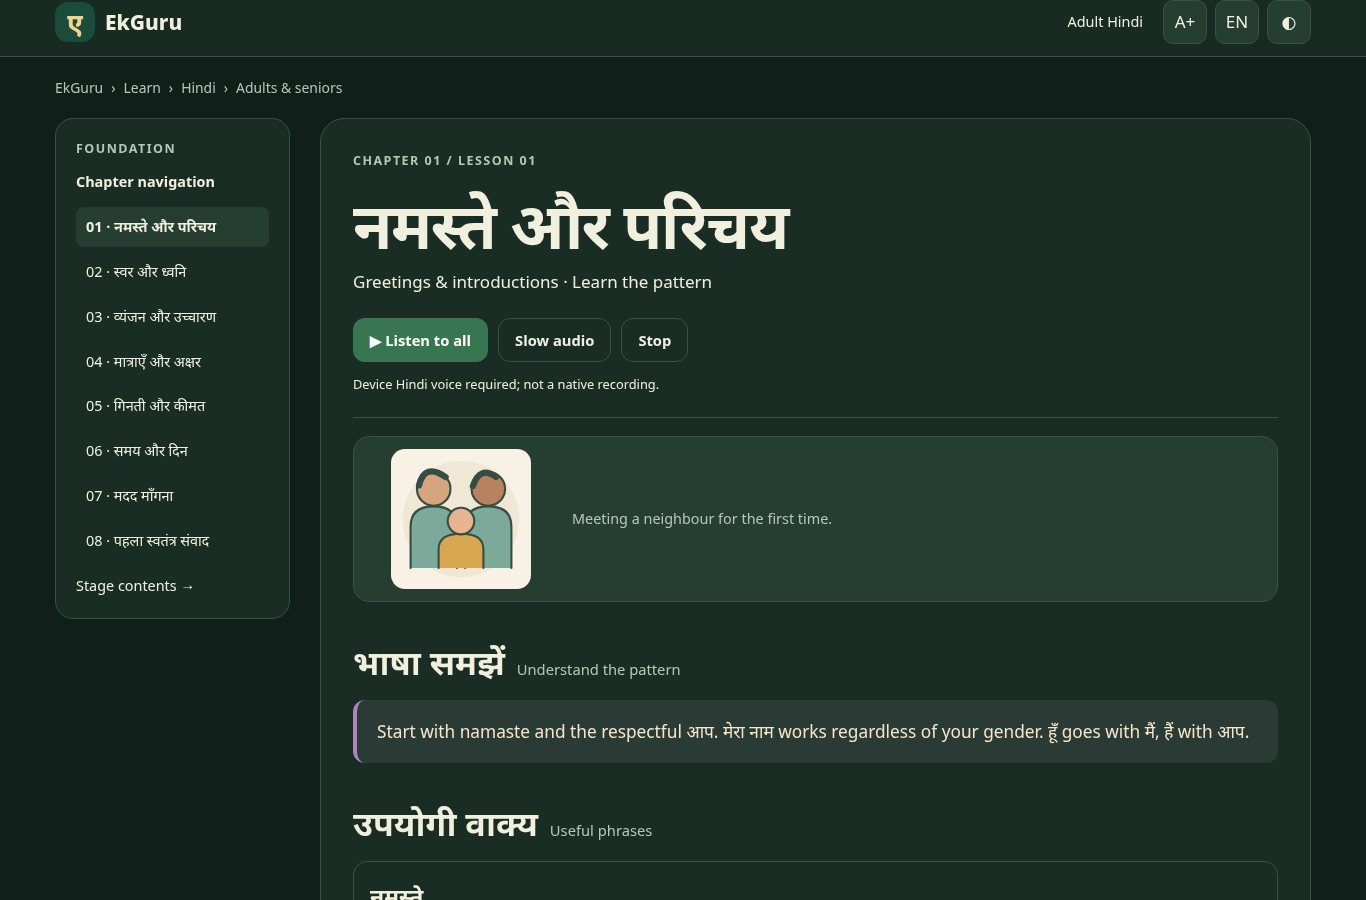 ए EkGuru
Adult Hindi A+ EN ◐
EkGuru › Learn › Hindi › Adults & seniors
FOUNDATION
Chapter navigation
01 · नमस्ते और परिचय
02 · स्वर और ध्वनि
03 · व्यंजन और उच्चारण
04 · मात्राएँ और अक्षर
05 · गिनती और कीमत
06 · समय और दिन
07 · मदद माँगना
08 · पहला स्वतंत्र संवाद
Stage contents →
CHAPTER 01 / LESSON 01
नमस्ते और परिचय
Greetings & introductions · Learn the pattern
▶ Listen to all Slow audio Stop
Device Hindi voice required; not a native recording.
Meeting a neighbour for the first time.
भाषा समझें Understand the pattern
Start with namaste and the respectful आप. मेरा नाम works regardless of your gender. हूँ goes with मैं, हैं with आप.
उपयोगी वाक्य Useful phrases
नमस्ते